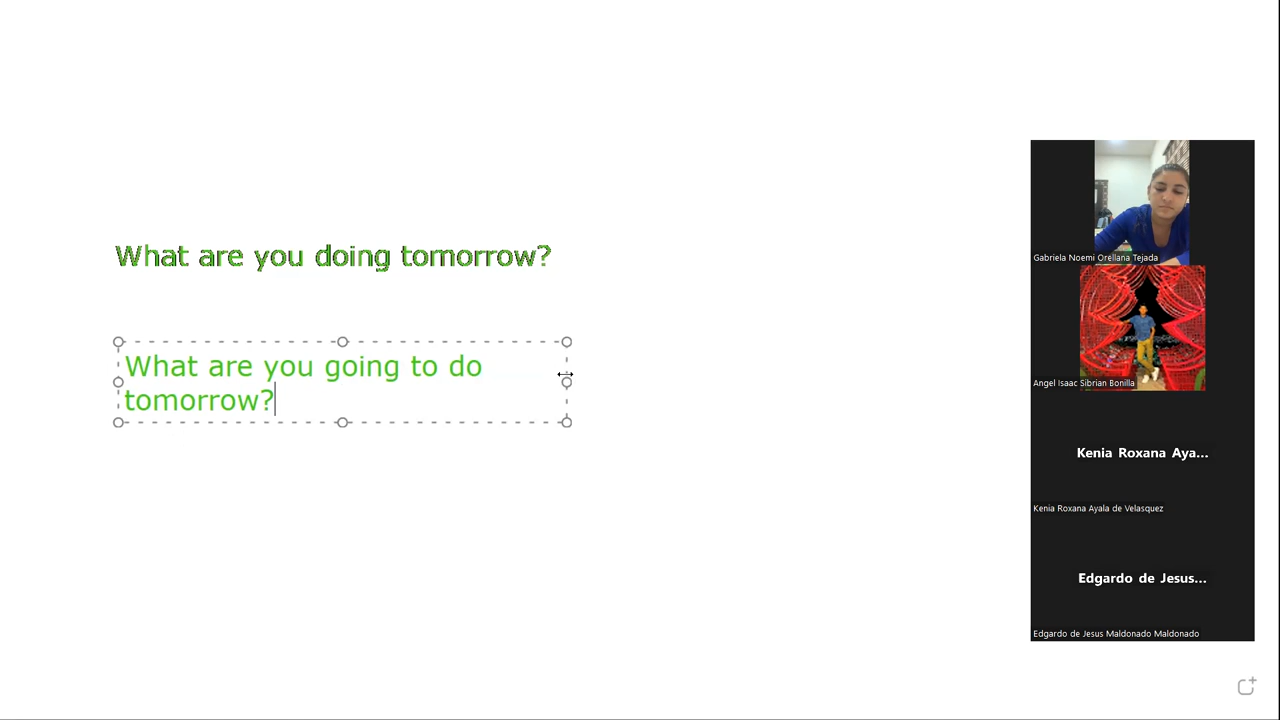 What are you doing tomorrow?
What are you going to do
tomorrow?
Gabriela Noemi Orellana Tejada
Angel Isaac Sibrian Bonilla
Kenia Roxana Aya...
Kenia Roxana Ayala de Velasquez
Edgardo de Jesus...
Edgardo de Jesus Maldonado Maldonado